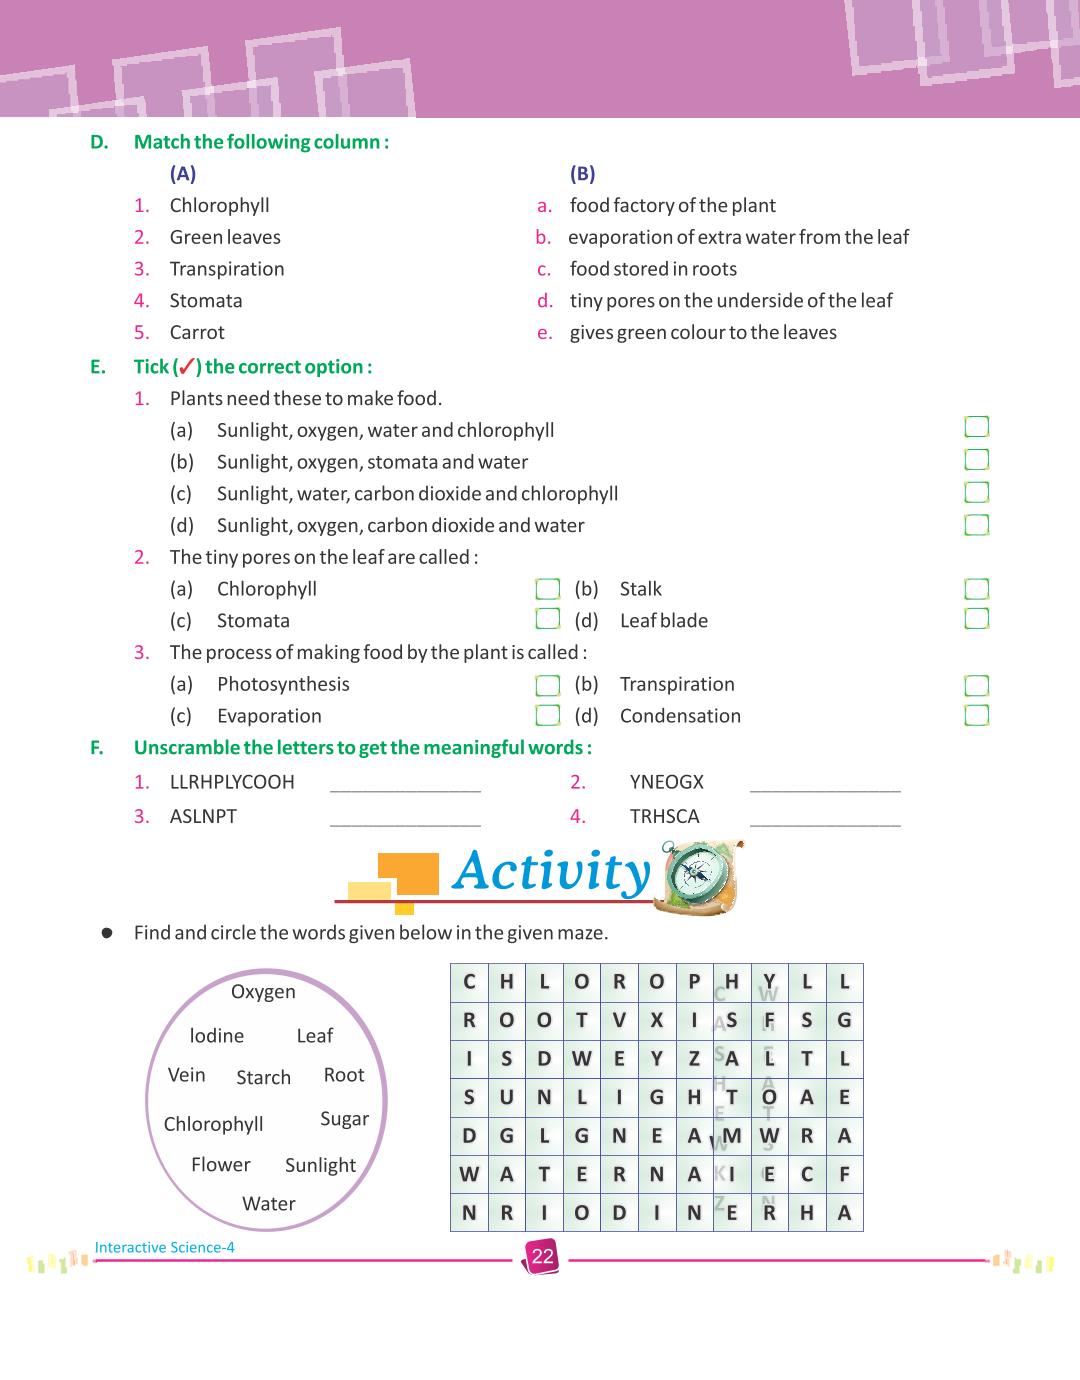 D. Match the following column :
(A) (B)
1. Chlorophyll a. food factory of the plant
2. Green leaves b. evaporation of extra water from the leaf
3. Transpiration c. food stored in roots
4. Stomata d. tiny pores on the underside of the leaf
5. Carrot e. gives green colour to the leaves
E. Tick (✓) the correct option :
1. Plants need these to make food.
(a) Sunlight, oxygen, water and chlorophyll
(b) Sunlight, oxygen, stomata and water
(c) Sunlight, water, carbon dioxide and chlorophyll
(d) Sunlight, oxygen, carbon dioxide and water
2. The tiny pores on the leaf are called :
(a) Chlorophyll (b) Stalk
(c) Stomata (d) Leaf blade
3. The process of making food by the plant is called :
(a) Photosynthesis (b) Transpiration
(c) Evaporation (d) Condensation
F. Unscramble the letters to get the meaningful words :
1. LLRHPLYCOOH ______________ 2. YNEOGX ______________
3. ASLNPT ______________ 4. TRHSCA ______________
Activity
● Find and circle the words given below in the given maze.
Oxygen
Iodine Leaf
Vein Starch Root
Chlorophyll Sugar
Flower Sunlight
Water
C H L O R O P H Y L L
R O O T V X I S F S G
I S D W E Y Z A L T L
S U N L I G H T O A E
D G L G N E A M W R A
W A T E R N A I E C F
N R I O D I N E R H A
Interactive Science-4
22